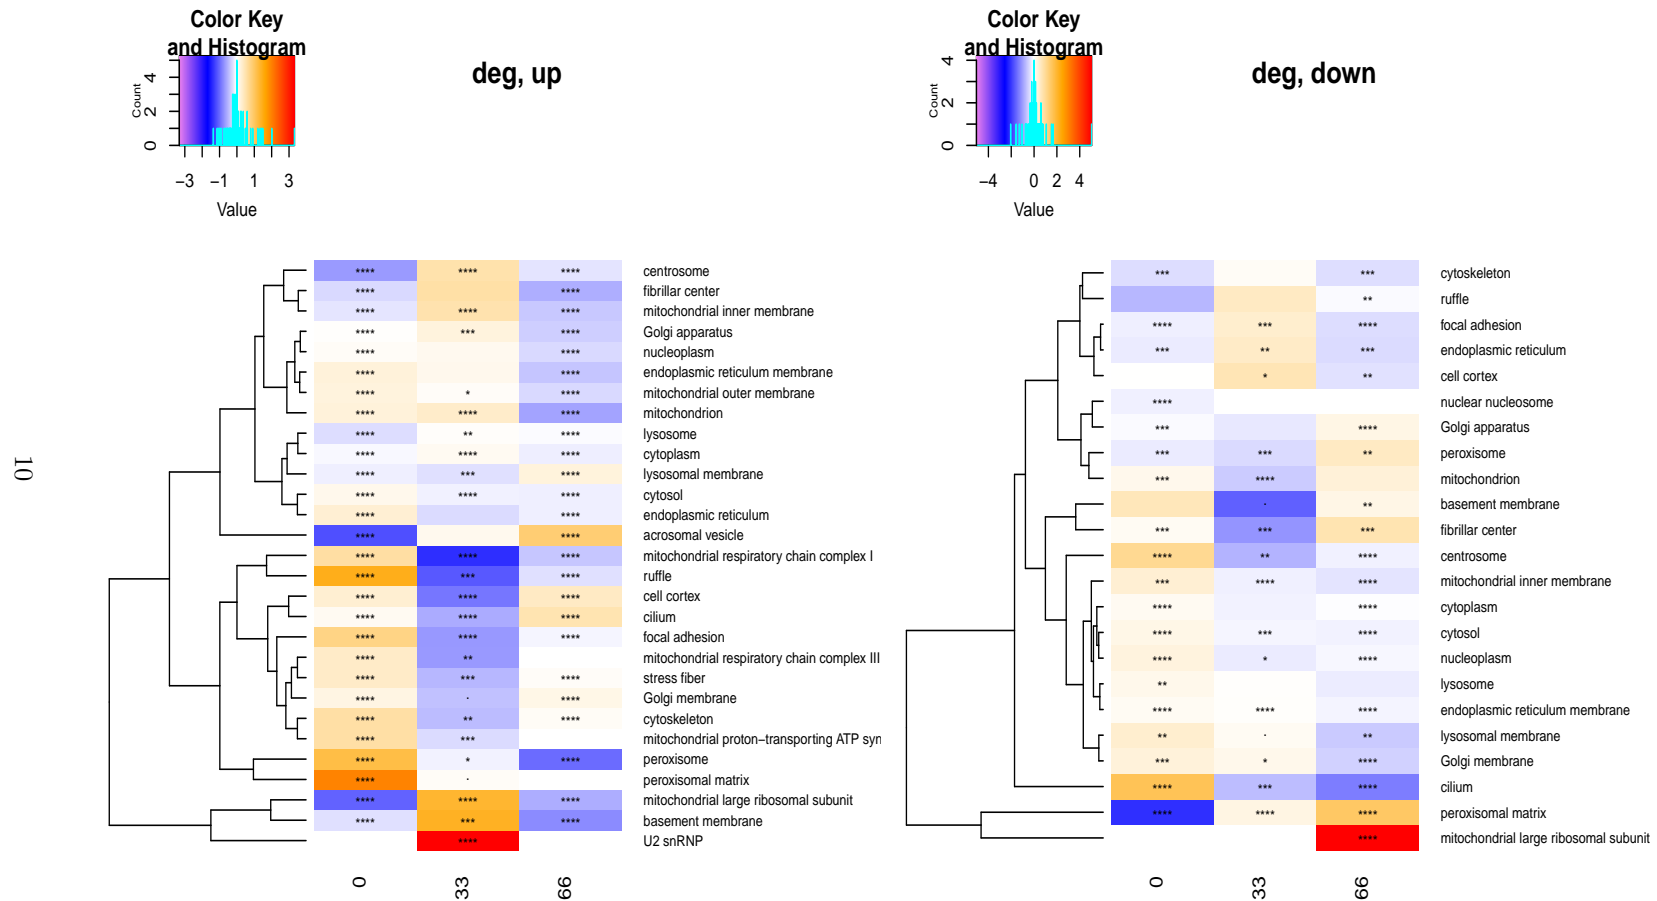 Color Key
and Histogram
Count
0 2 4
−3 −1 1 3
Value
deg, up
**** **** **** centrosome
**** **** fibrillar center
**** **** **** mitochondrial inner membrane
**** *** **** Golgi apparatus
**** **** nucleoplasm
**** **** endoplasmic reticulum membrane
**** * **** mitochondrial outer membrane
**** **** **** mitochondrion
**** ** **** lysosome
**** **** **** cytoplasm
**** *** **** lysosomal membrane
**** **** **** cytosol
**** **** endoplasmic reticulum
**** **** acrosomal vesicle
**** **** **** mitochondrial respiratory chain complex I
**** *** **** ruffle
**** **** **** cell cortex
**** **** **** cilium
**** **** **** focal adhesion
**** ** mitochondrial respiratory chain complex III
**** *** **** stress fiber
**** . **** Golgi membrane
**** ** **** cytoskeleton
**** *** mitochondrial proton−transporting ATP syn
**** * **** peroxisome
**** . peroxisomal matrix
**** **** **** mitochondrial large ribosomal subunit
**** *** **** basement membrane
**** U2 snRNP
0 33 66
Color Key
and Histogram
Count
0 2 4
−4 0 2 4
Value
deg, down
*** *** cytoskeleton
** ruffle
**** *** **** focal adhesion
*** ** *** endoplasmic reticulum
* ** cell cortex
**** nuclear nucleosome
*** **** Golgi apparatus
*** *** ** peroxisome
*** **** mitochondrion
. ** basement membrane
*** *** *** fibrillar center
**** ** **** centrosome
*** **** **** mitochondrial inner membrane
**** **** cytoplasm
**** *** **** cytosol
**** * **** nucleoplasm
** lysosome
**** **** **** endoplasmic reticulum membrane
** . ** lysosomal membrane
*** * **** Golgi membrane
**** *** **** cilium
**** **** **** peroxisomal matrix
**** mitochondrial large ribosomal subunit
0 33 66
10